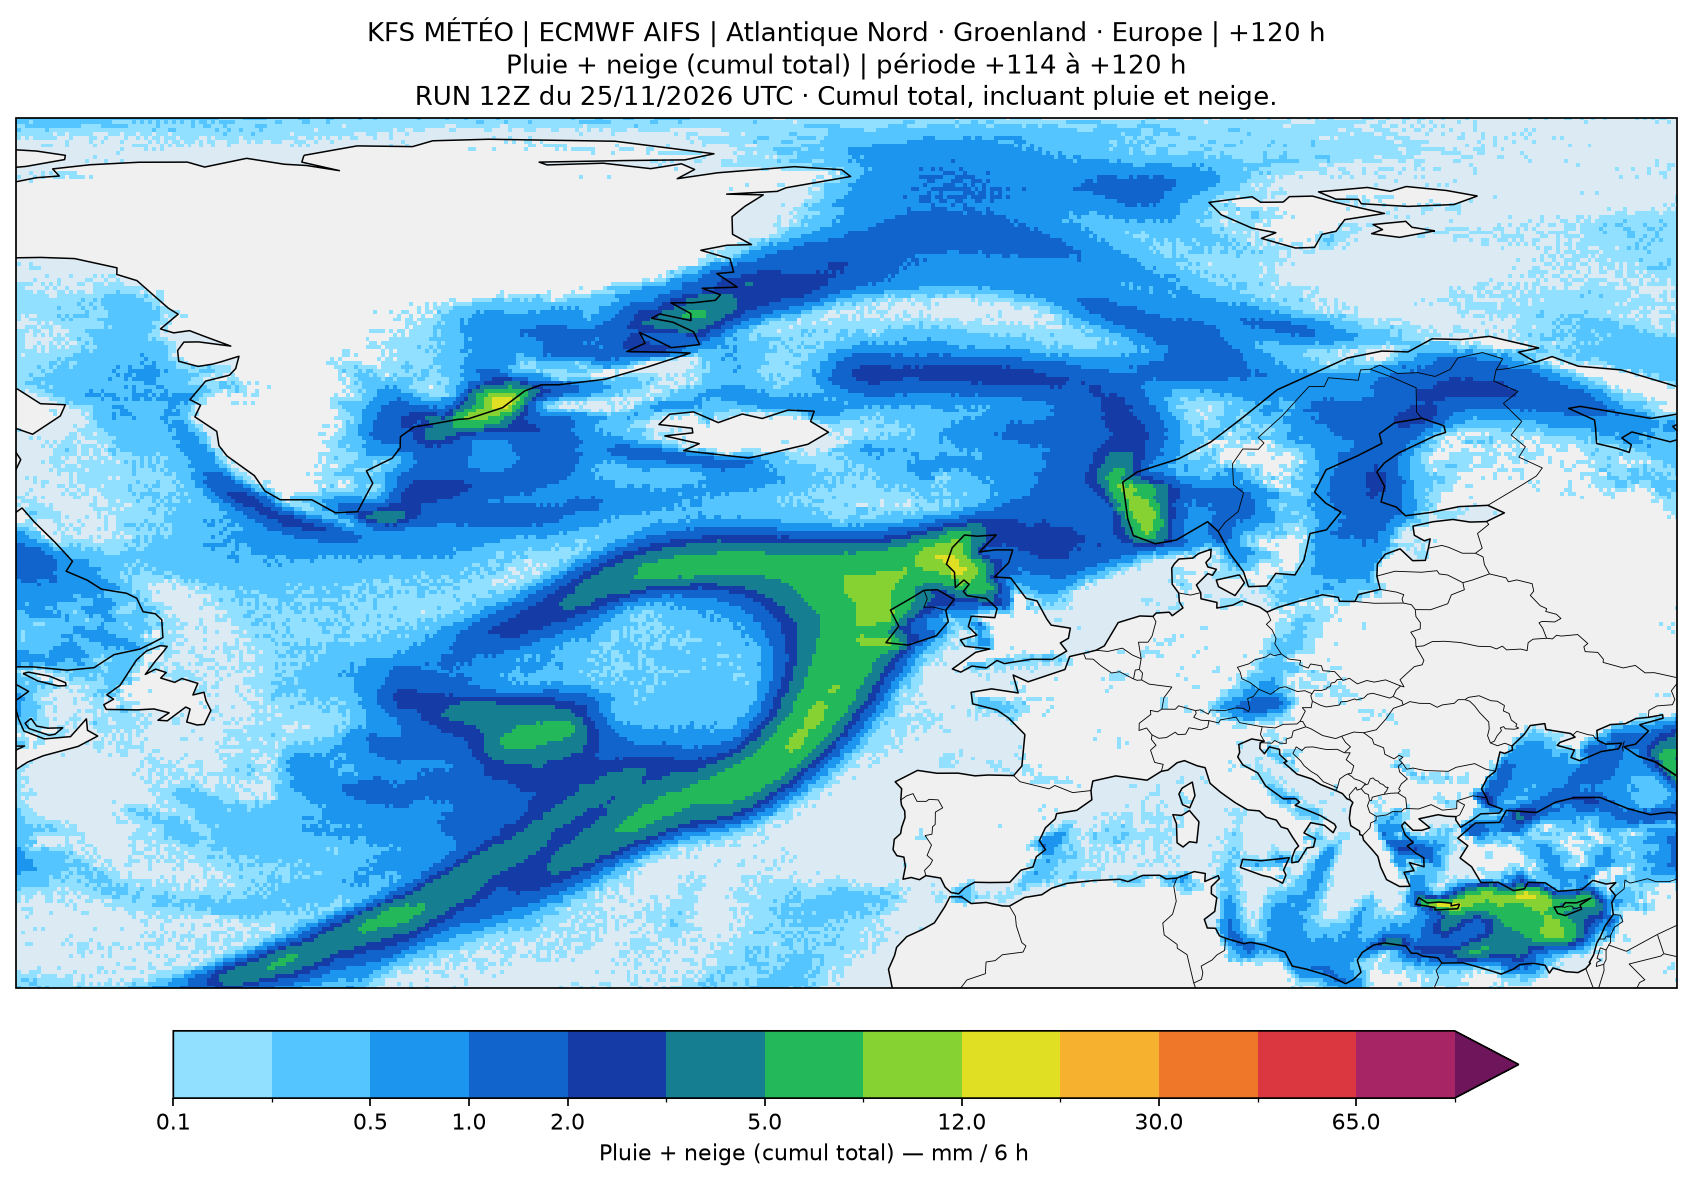 KFS MÉTÉO | ECMWF AIFS | Atlantique Nord · Groenland · Europe | +120 h
Pluie + neige (cumul total) | période +114 à +120 h
RUN 12Z du 25/11/2026 UTC · Cumul total, incluant pluie et neige.
0.1 0.5 1.0 2.0 5.0 12.0 30.0 65.0
Pluie + neige (cumul total) — mm / 6 h